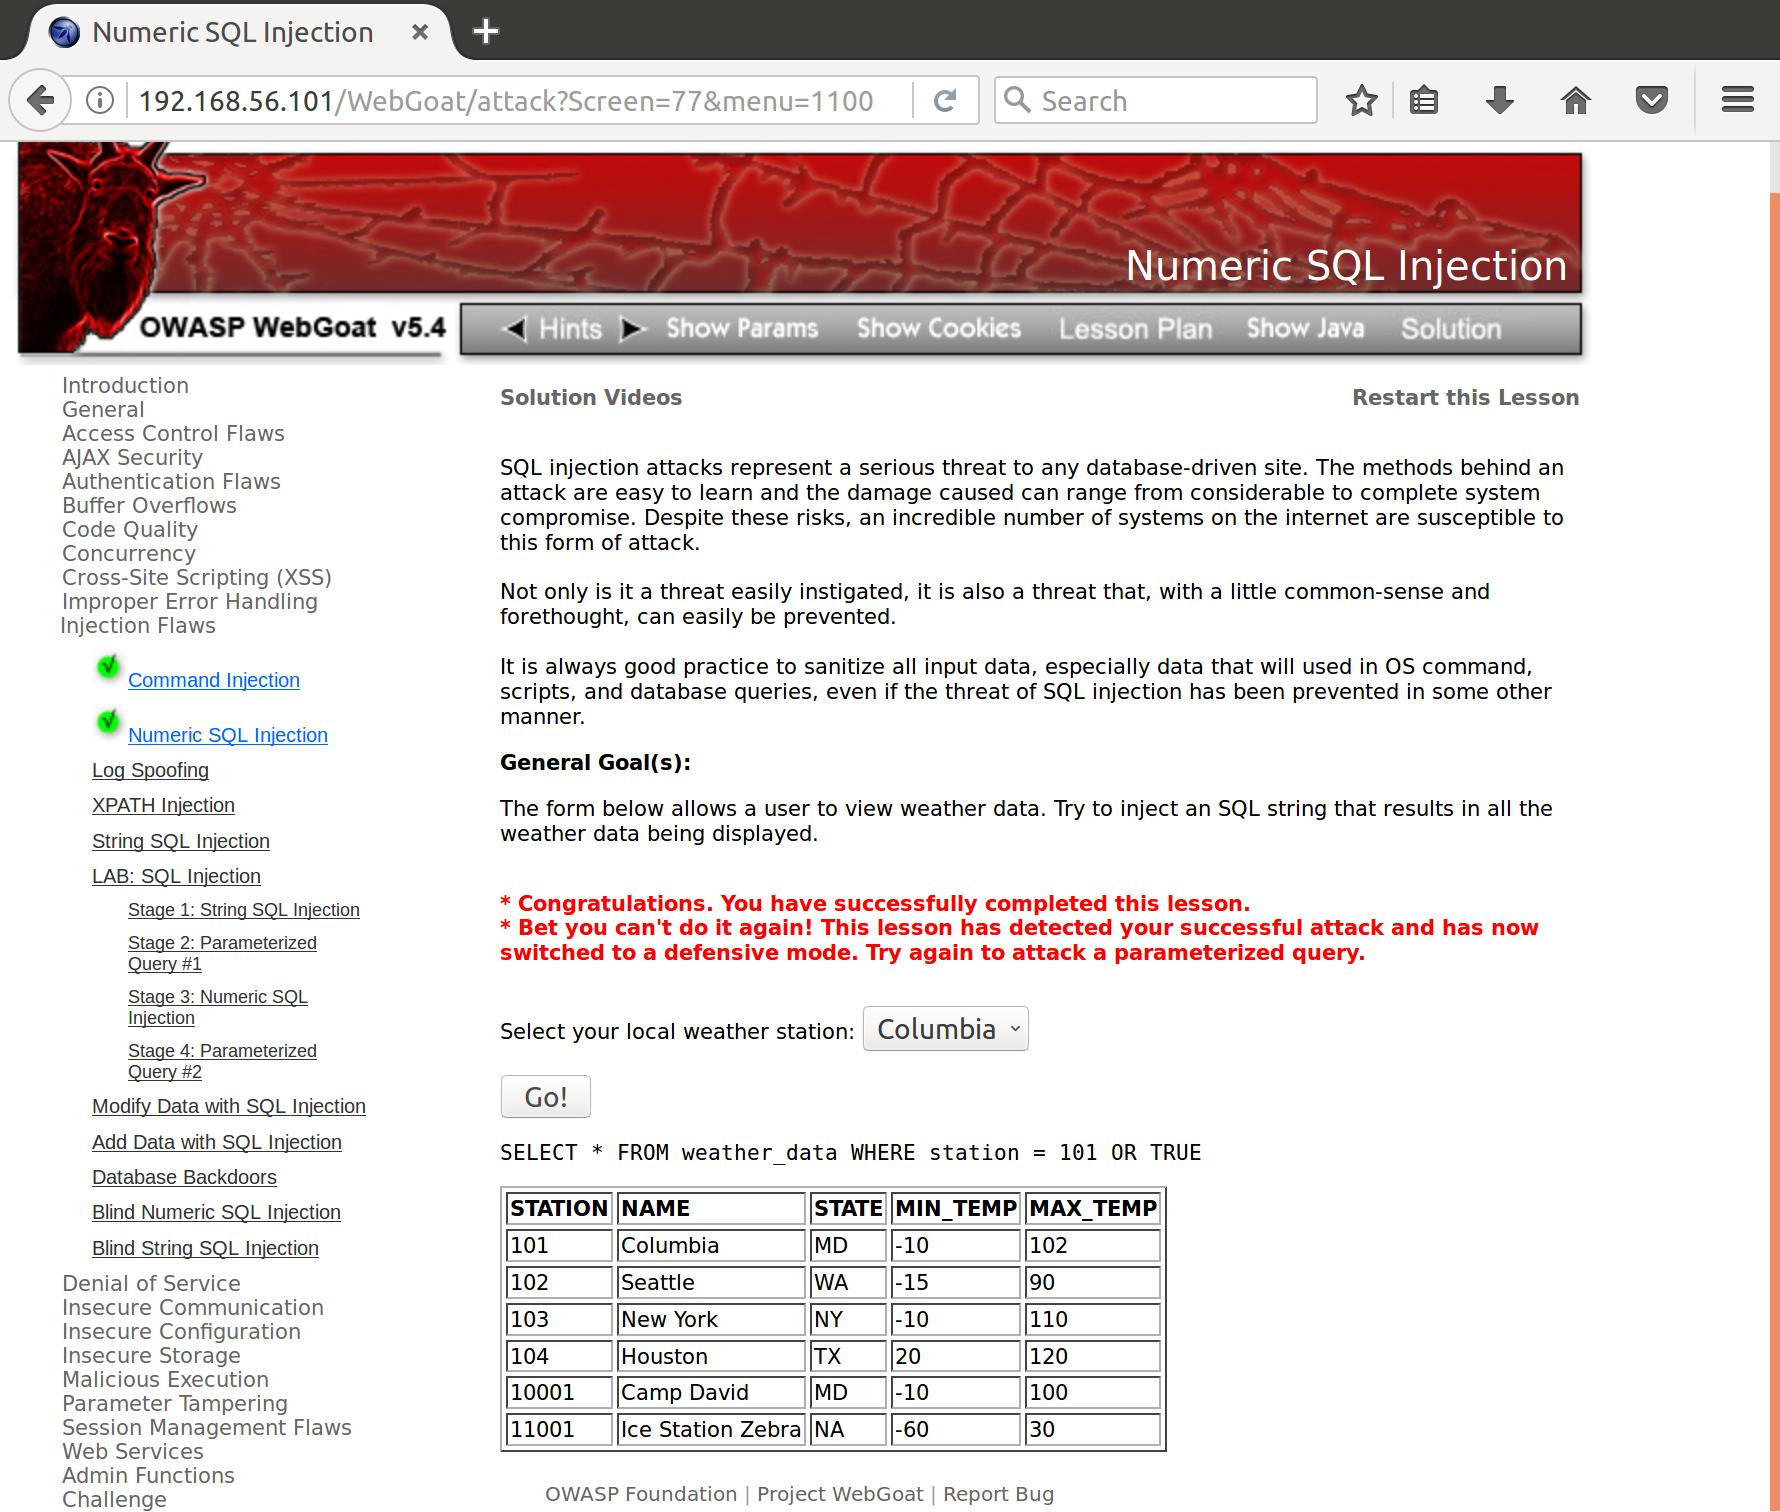 Numeric SQL Injection
192.168.56.101/WebGoat/attack?Screen=77&menu=1100
Search
Numeric SQL Injection
OWASP WebGoat v5.4
Hints
Show Params
Show Cookies
Lesson Plan
Show Java
Solution
Introduction
General
Access Control Flaws
AJAX Security
Authentication Flaws
Buffer Overflows
Code Quality
Concurrency
Cross-Site Scripting (XSS)
Improper Error Handling
Injection Flaws
Command Injection
Numeric SQL Injection
Log Spoofing
XPATH Injection
String SQL Injection
LAB: SQL Injection
Stage 1: String SQL Injection
Stage 2: Parameterized
Query #1
Stage 3: Numeric SQL
Injection
Stage 4: Parameterized
Query #2
Modify Data with SQL Injection
Add Data with SQL Injection
Database Backdoors
Blind Numeric SQL Injection
Blind String SQL Injection
Denial of Service
Insecure Communication
Insecure Configuration
Insecure Storage
Malicious Execution
Parameter Tampering
Session Management Flaws
Web Services
Admin Functions
Challenge
Solution Videos
Restart this Lesson
SQL injection attacks represent a serious threat to any database-driven site. The methods behind an
attack are easy to learn and the damage caused can range from considerable to complete system
compromise. Despite these risks, an incredible number of systems on the internet are susceptible to
this form of attack.
Not only is it a threat easily instigated, it is also a threat that, with a little common-sense and
forethought, can easily be prevented.
It is always good practice to sanitize all input data, especially data that will used in OS command,
scripts, and database queries, even if the threat of SQL injection has been prevented in some other
manner.
General Goal(s):
The form below allows a user to view weather data. Try to inject an SQL string that results in all the
weather data being displayed.
* Congratulations. You have successfully completed this lesson.
* Bet you can't do it again! This lesson has detected your successful attack and has now
switched to a defensive mode. Try again to attack a parameterized query.
Select your local weather station: Columbia
Go!
SELECT * FROM weather_data WHERE station = 101 OR TRUE
STATION NAME STATE MIN_TEMP MAX_TEMP
101 Columbia MD -10 102
102 Seattle WA -15 90
103 New York NY -10 110
104 Houston TX 20 120
10001 Camp David MD -10 100
11001 Ice Station Zebra NA -60 30
OWASP Foundation | Project WebGoat | Report Bug